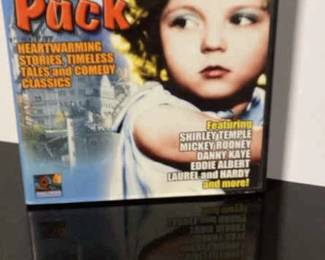 Pack
HEARTWARMING
STORIES, TIMELESS
TALES and COMEDY
CLASSICS
Featuring
SHIRLEY TEMPLE
MICKEY ROONEY
DANNY KAYE
EDDIE ALBERT
LAUREL and HARDY
and more!